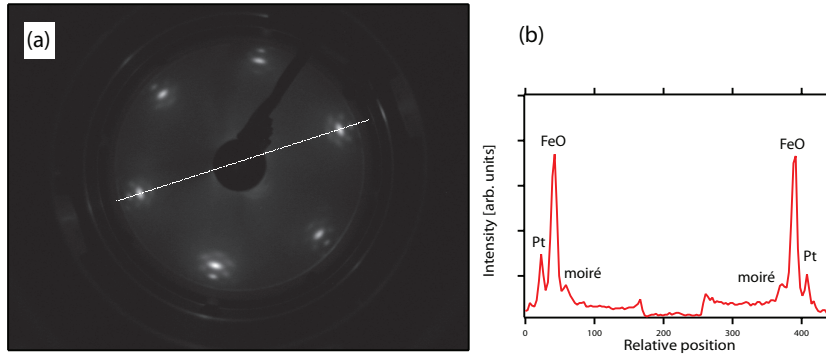 (a)
(b)
Intensity [arb. units]
FeO
FeO
Pt
Pt
moiré
moiré
0 100 200 300 400
Relative position